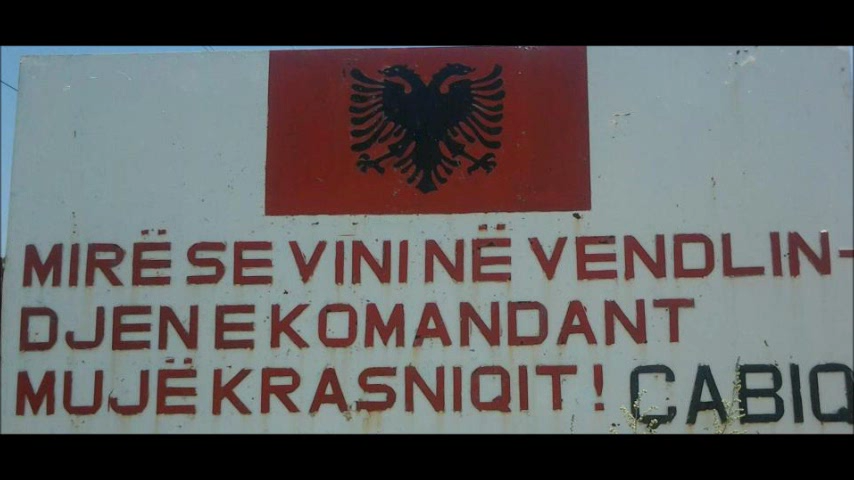 MIRË SE VINI NË VENDLIN-
DJEN E KOMANDANT
MUJË KRASNIQIT! CABIQ